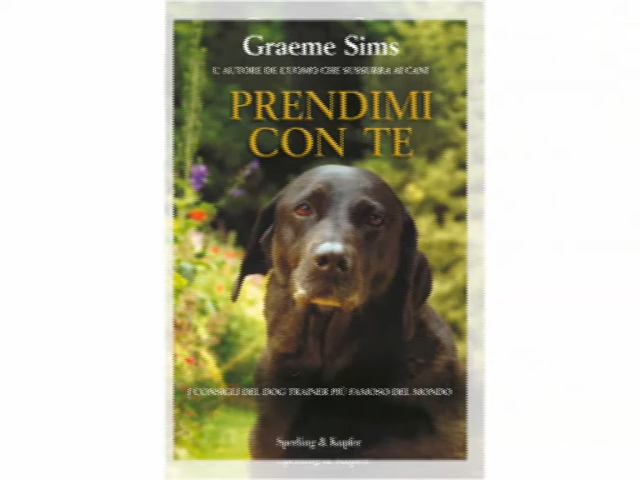 Graeme Sims
L'AUTORE DE L'UOMO CHE SUSSURRA AI CANI
PRENDIMI
CON TE
I CONSIGLI DEL DOG TRAINER PIÙ FAMOSO DEL MONDO
Sperling & Kupfer